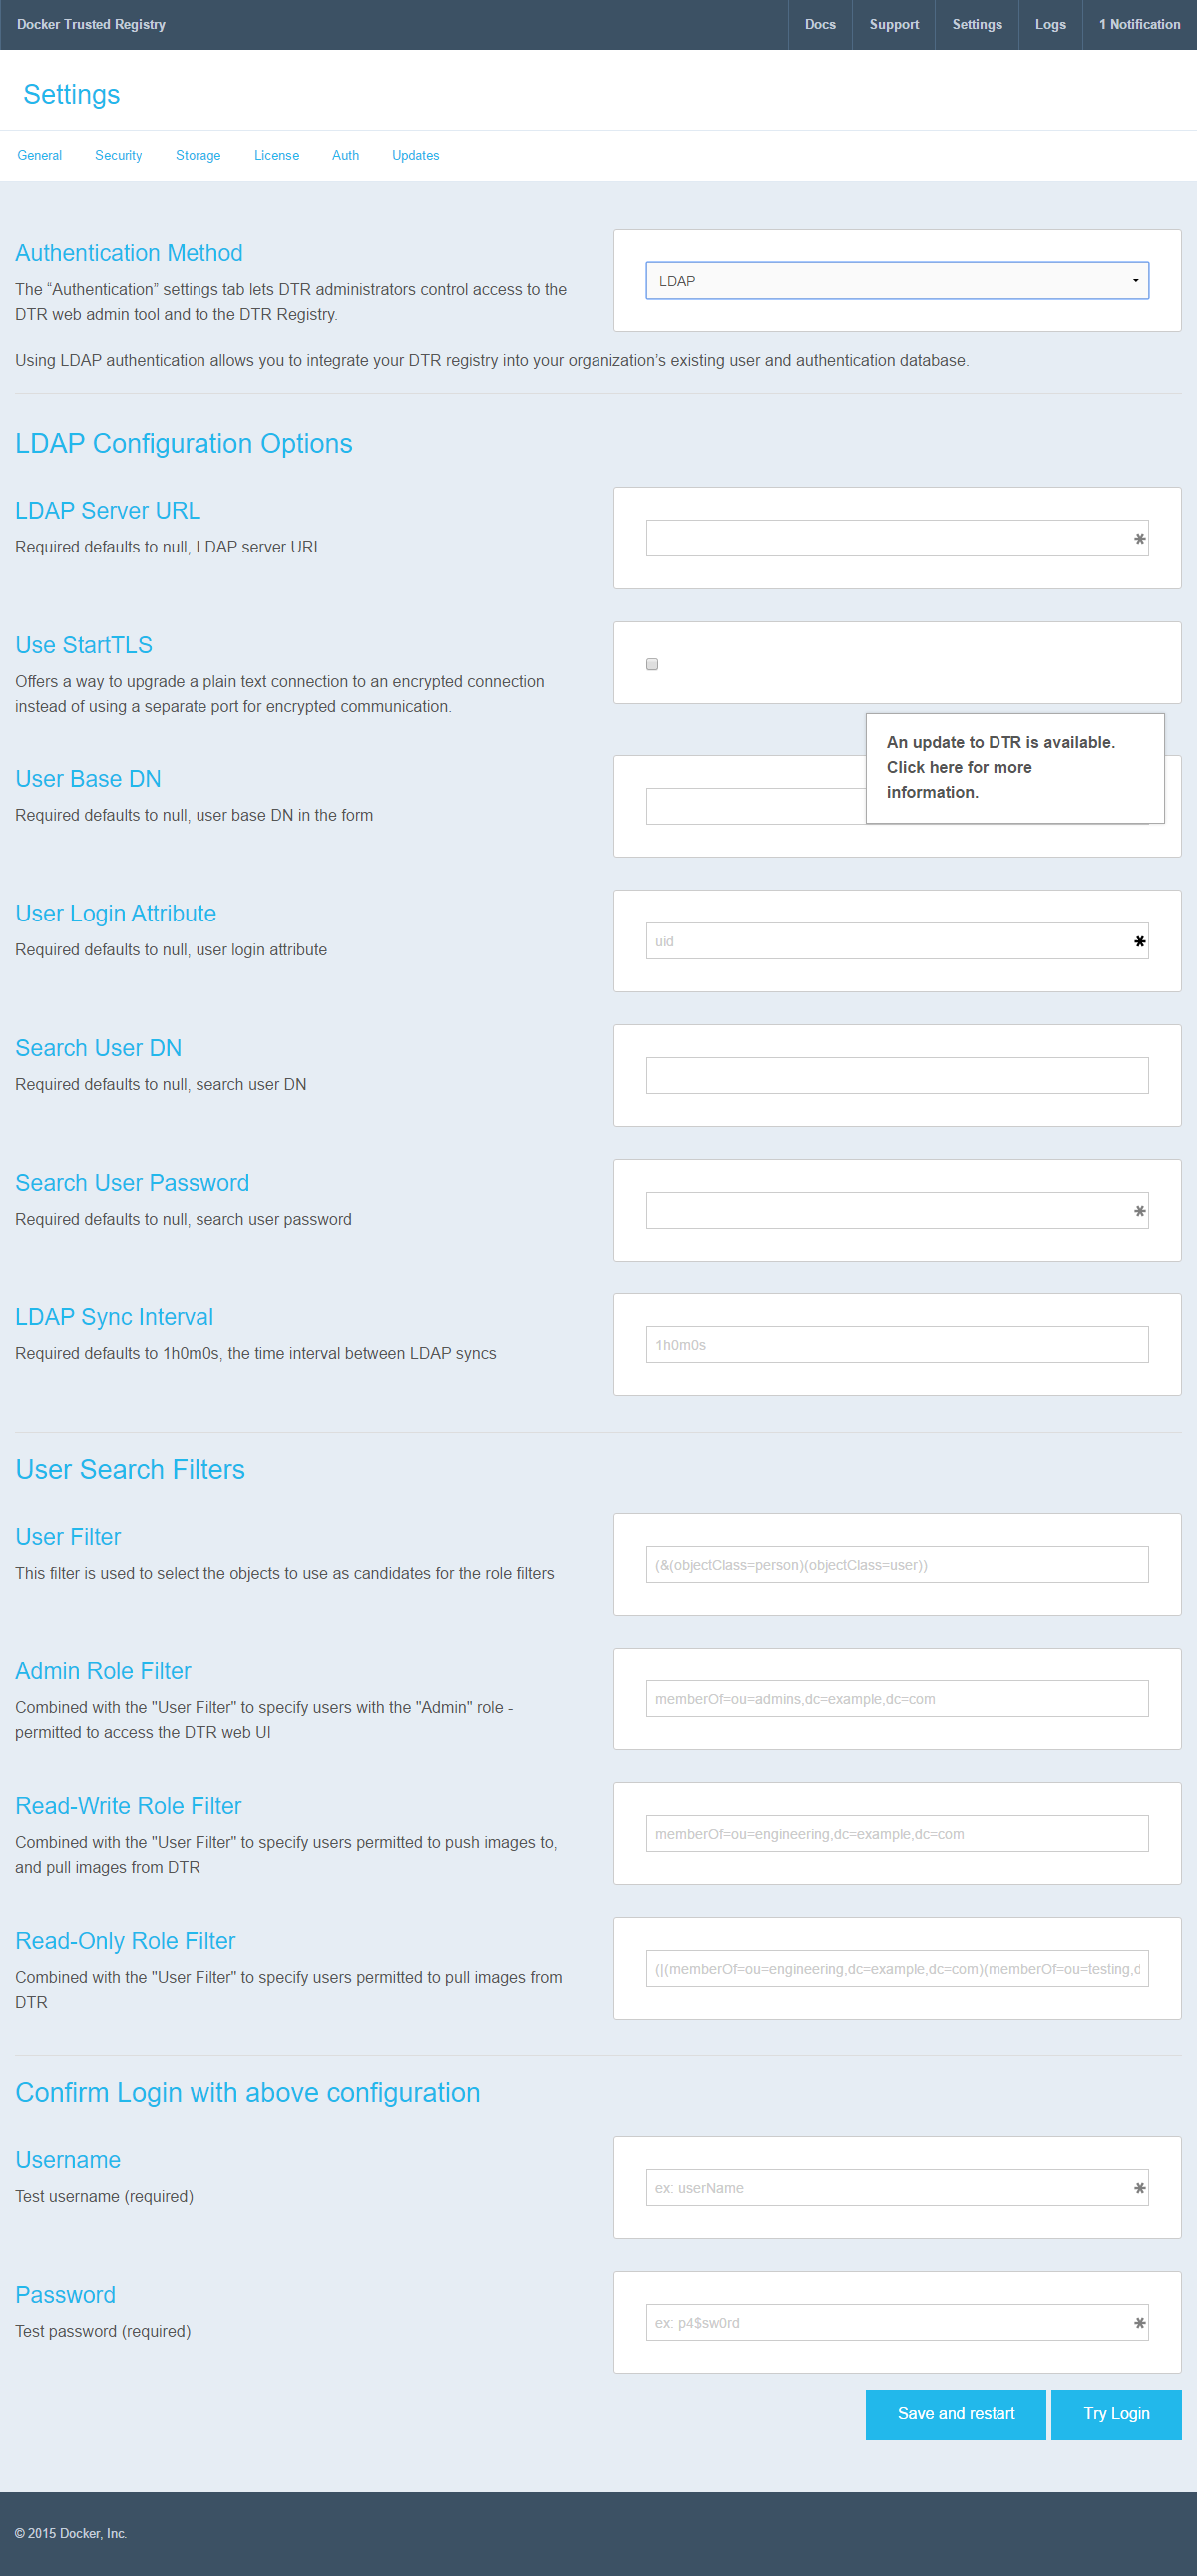 Docker Trusted Registry
Docs
Support
Settings
Logs
1 Notification
Settings
General
Security
Storage
License
Auth
Updates
Authentication Method
The “Authentication” settings tab lets DTR administrators control access to the
DTR web admin tool and to the DTR Registry.
LDAP
Using LDAP authentication allows you to integrate your DTR registry into your organization’s existing user and authentication database.
LDAP Configuration Options
LDAP Server URL
Required defaults to null, LDAP server URL
Use StartTLS
Offers a way to upgrade a plain text connection to an encrypted connection
instead of using a separate port for encrypted communication.
An update to DTR is available.
Click here for more
information.
User Base DN
Required defaults to null, user base DN in the form
User Login Attribute
Required defaults to null, user login attribute
uid
Search User DN
Required defaults to null, search user DN
Search User Password
Required defaults to null, search user password
LDAP Sync Interval
Required defaults to 1h0m0s, the time interval between LDAP syncs
1h0m0s
User Search Filters
User Filter
This filter is used to select the objects to use as candidates for the role filters
(&(objectClass=person)(objectClass=user))
Admin Role Filter
Combined with the "User Filter" to specify users with the "Admin" role -
permitted to access the DTR web UI
memberOf=ou=admins,dc=example,dc=com
Read-Write Role Filter
Combined with the "User Filter" to specify users permitted to push images to,
and pull images from DTR
memberOf=ou=engineering,dc=example,dc=com
Read-Only Role Filter
Combined with the "User Filter" to specify users permitted to pull images from
DTR
(|(memberOf=ou=engineering,dc=example,dc=com)(memberOf=ou=testing,d
Confirm Login with above configuration
Username
Test username (required)
ex: userName
Password
Test password (required)
ex: p4$sw0rd
Save and restart
Try Login
© 2015 Docker, Inc.